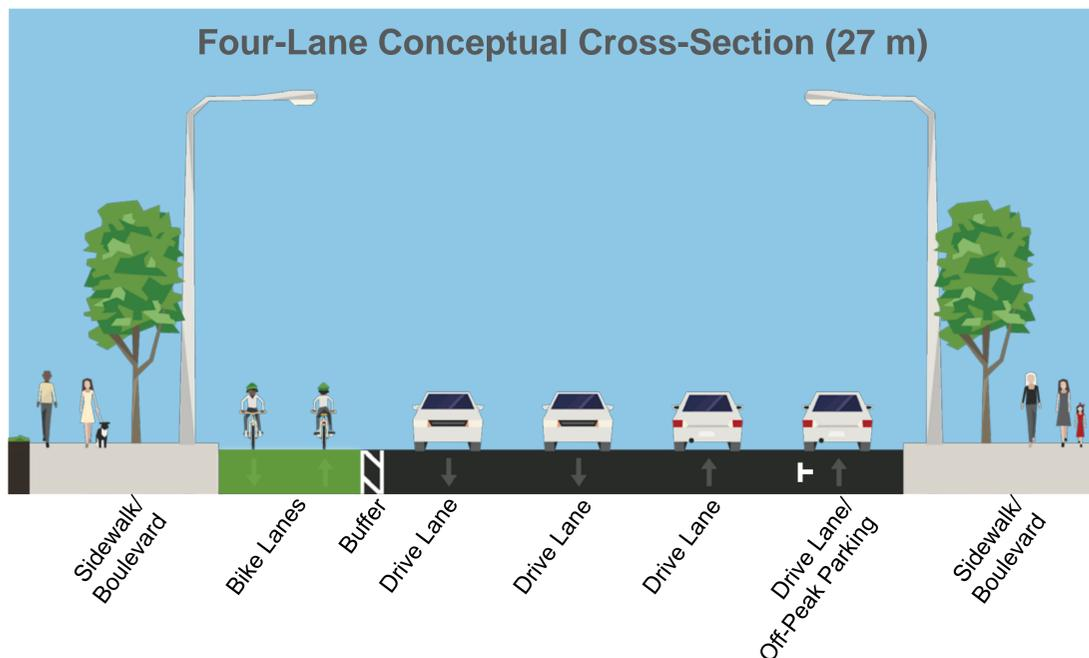 Four-Lane Conceptual Cross-Section (27 m)
Sidewalk/
Boulevard
Bike Lanes
Buffer
Drive Lane
Drive Lane
Drive Lane
Drive Lane/
Off-Peak Parking
Sidewalk/
Boulevard